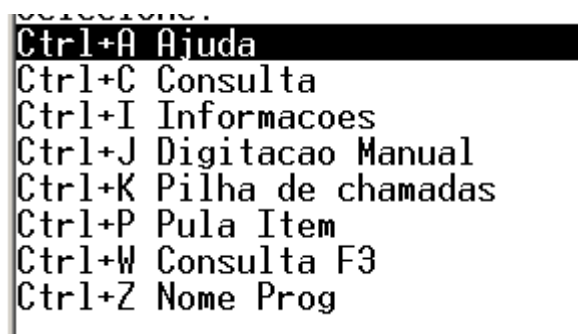 Selecione:
Ctrl+A Ajuda
Ctrl+C Consulta
Ctrl+I Informacoes
Ctrl+J Digitacao Manual
Ctrl+K Pilha de chamadas
Ctrl+P Pula Item
Ctrl+W Consulta F3
Ctrl+Z Nome Prog